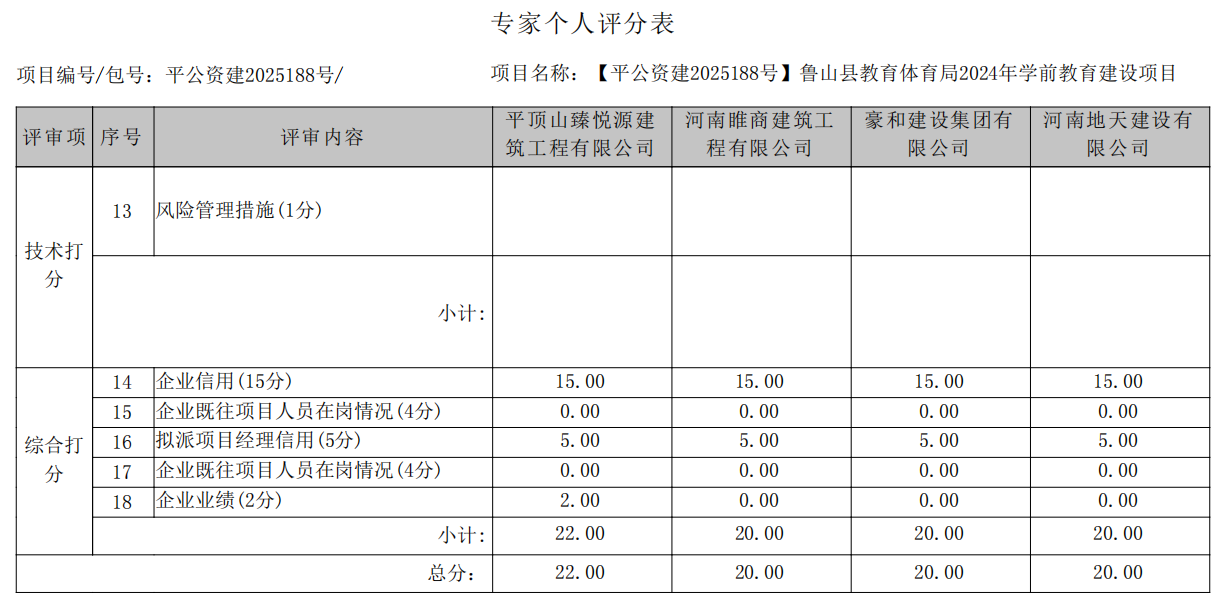 专家个人评分表
项目编号/包号: 平公资建2025188号/ 项目名称: 【平公资建2025188号】鲁山县教育体育局2024年学前教育建设项目
评审项 序号 评审内容 平顶山臻悦源建筑工程有限公司 河南睢商建筑工程有限公司 豪和建设集团有限公司 河南地天建设有限公司
技术打分 13 风险管理措施(1分)
小计:
综合打分 14 企业信用(15分) 15.00 15.00 15.00 15.00
15 企业既往项目人员在岗情况(4分) 0.00 0.00 0.00 0.00
16 拟派项目经理信用(5分) 5.00 5.00 5.00 5.00
17 企业既往项目人员在岗情况(4分) 0.00 0.00 0.00 0.00
18 企业业绩(2分) 2.00 0.00 0.00 0.00
小计: 22.00 20.00 20.00 20.00
总分: 22.00 20.00 20.00 20.00